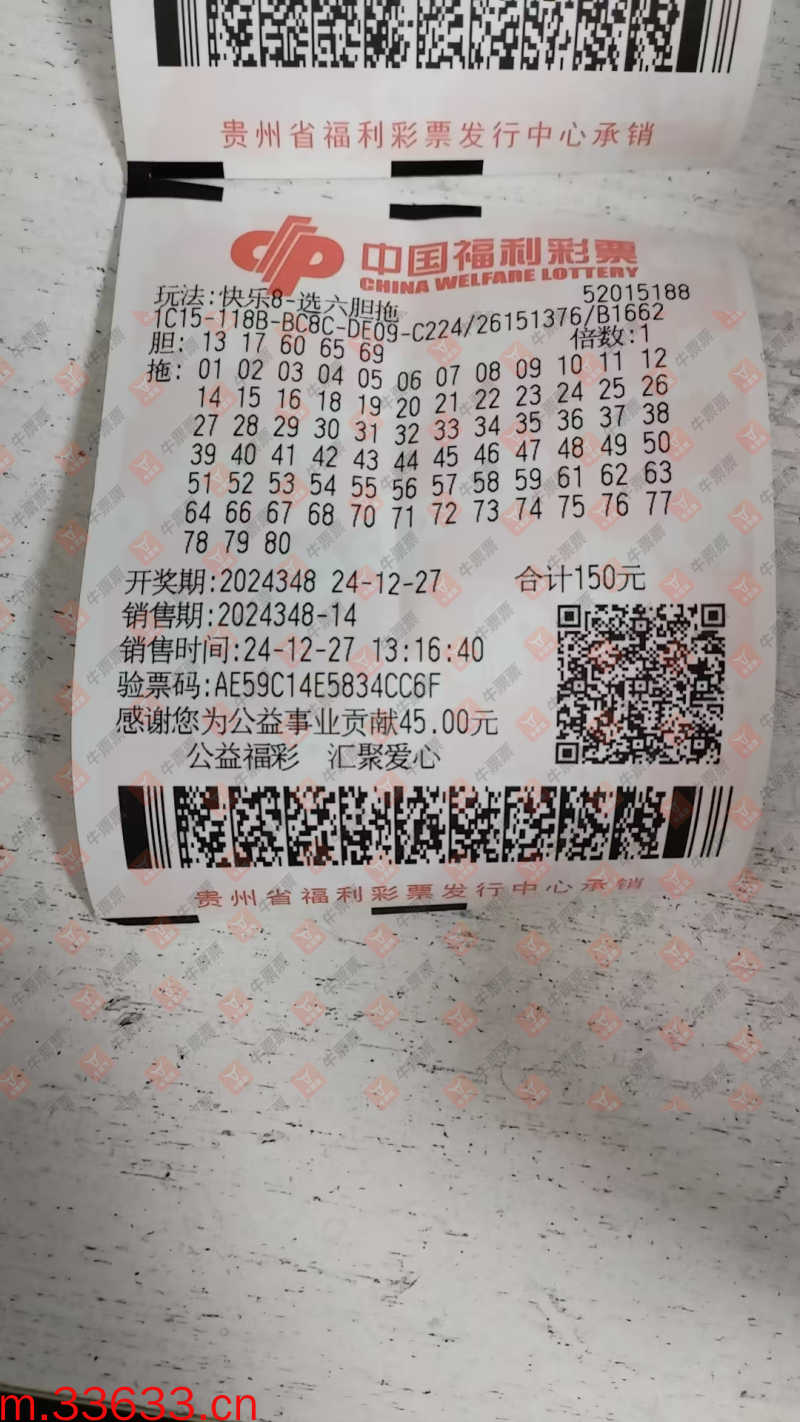 贵州省福利彩票发行中心承销
中国福利彩票
CHINA WELFARE LOTTERY
玩法:快乐8-选六胆拖 52015188
1C15-118B-BC8C-DE09-C224/26151376/B1662
胆: 13 17 60 65 69 倍数:1
拖: 01 02 03 04 05 06 07 08 09 10 11 12
14 15 16 18 19 20 21 22 23 24 25 26
27 28 29 30 31 32 33 34 35 36 37 38
39 40 41 42 43 44 45 46 47 48 49 50
51 52 53 54 55 56 57 58 59 61 62 63
64 66 67 68 70 71 72 73 74 75 76 77
78 79 80
开奖期:2024348 24-12-27 合计150元
销售期:2024348-14
销售时间:24-12-27 13:16:40
验票码:AE59C14E5834CC6F
感谢您为公益事业贡献45.00元
公益福彩 汇聚爱心
贵州省福利彩票发行中心承销
牛票票
m.33633.cn